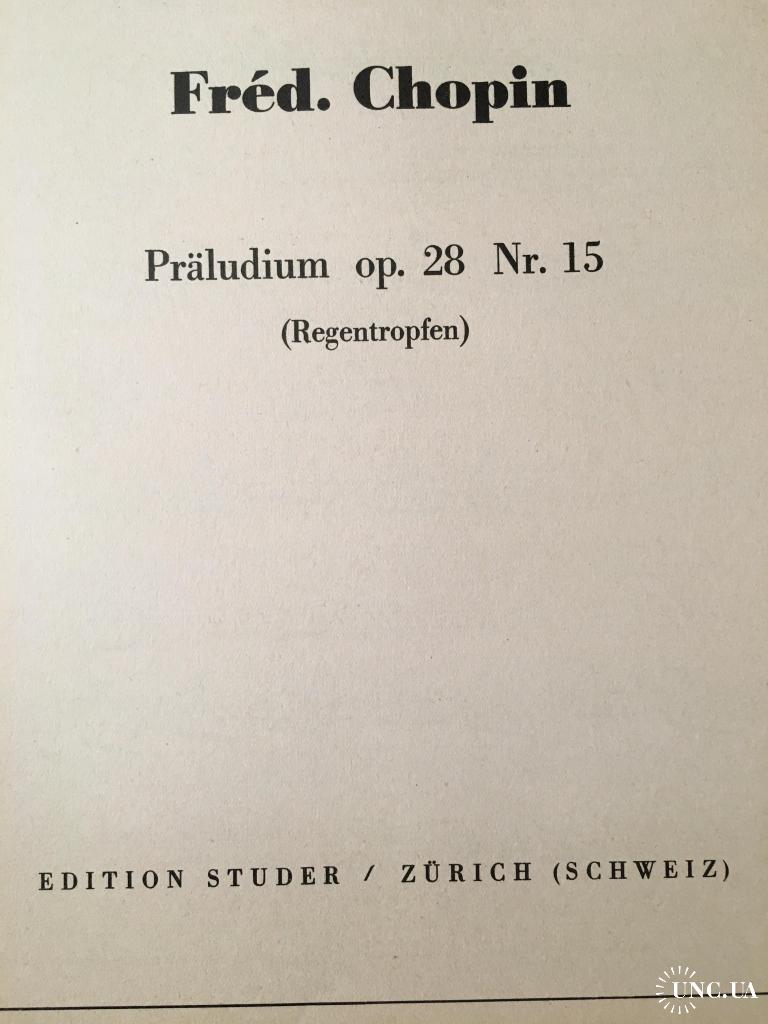 Fréd. Chopin
Präludium op. 28 Nr. 15
(Regentropfen)
EDITION STUDER / ZÜRICH (SCHWEIZ)
UNC.UA